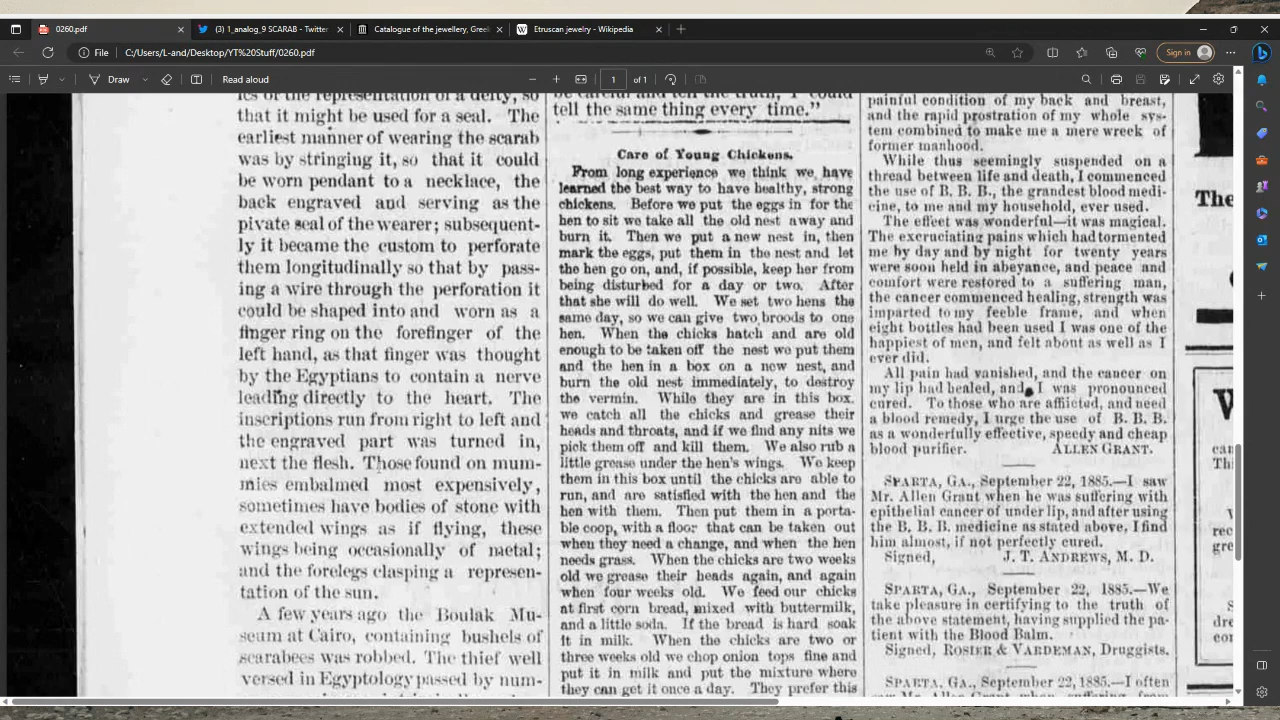 0260.pdf
(3) 1_analog_9 SCARAB - Twitter
Catalogue of the jewellery, Greek
Etruscan jewelry - Wikipedia
File
C:/Users/L-and/Desktop/YT%20Stuff/0260.pdf
Sign in
Draw
Read aloud
1
of 1
ics or the representation of a deity, so
that it might be used for a seal. The
earliest manner of wearing the scarab
was by stringing it, so that it could
be worn pendant to a necklace, the
back engraved and serving as the
pivate seal of the wearer; subsequent-
ly it became the custom to perforate
them longitudinally so that by pass-
ing a wire through the perforation it
could be shaped into and worn as a
finger ring on the forefinger of the
left hand, as that finger was thought
by the Egyptians to contain a nerve
leading directly to the heart. The
inscriptions run from right to left and
the engraved part was turned in,
next the flesh. Those found on mum-
mies embalmed most expensively,
sometimes have bodies of stone with
extended wings as if flying, these
wings being occasionally of metal;
and the forelegs clasping a represen-
tation of the sun.
A few years ago the Boulak Mu-
seum at Cairo, containing bushels of
scarabees was robbed. The thief well
versed in Egyptology passed by num-
be careful and tell the truth, I could
tell the same thing every time."
Care of Young Chickens.
From long experience we think we have
learned the best way to have healthy, strong
chickens. Before we put the eggs in for the
hen to sit we take all the old nest away and
burn it. Then we put a new nest in, then
mark the eggs, put them in the nest and let
the hen go on, and, if possible, keep her from
being disturbed for a day or two. After
that she will do well. We set two hens the
same day, so we can give two broods to one
hen. When the chicks hatch and are old
enough to be taken off the nest we put them
and the hen in a box on a new nest, and
burn the old nest immediately, to destroy
the vermin. While they are in this box
we catch all the chicks and grease their
heads and throats, and if we find any nits we
pick them off and kill them. We also rub a
little grease under the hen's wings. We keep
them in this box until the chicks are able to
run, and are satisfied with the hen and the
hen with them. Then put them in a porta-
ble coop, with a floor that can be taken out
when they need a change, and when the hen
needs grass. When the chicks are two weeks
old we grease their heads again, and again
when four weeks old. We feed our chicks
at first corn bread, mixed with buttermilk,
and a little soda. If the bread is hard soak
it in milk. When the chicks are two or
three weeks old we chop onion tops fine and
put it in milk and put the mixture where
they can get it once a day. They prefer this
painful condition of my back and breast,
and the rapid prostration of my whole sys-
tem combined to make me a mere wreck of
former manhood.
While thus seemingly suspended on a
thread between life and death, I commenced
the use of B. B. B., the grandest blood medi-
cine, to me and my household, ever used.
The effect was wonderful—it was magical.
The excruciating pains which had tormented
me by day and by night for twenty years
were soon held in abeyance, and peace and
comfort were restored to a suffering man,
the cancer commenced healing, strength was
imparted to my feeble frame, and when
eight bottles had been used I was one of the
happiest of men, and felt about as well as I
ever did.
All pain had vanished, and the cancer on
my lip had healed, and I was pronounced
cured. To those who are afflicted, and need
a blood remedy, I urge the use of B. B. B.
as a wonderfully effective, speedy and cheap
blood purifier. ALLEN GRANT.
SPARTA, GA., September 22, 1885.—I saw
Mr. Allen Grant when he was suffering with
epithelial cancer of under lip, and after using
the B. B. B. medicine as stated above, I find
him almost, if not perfectly cured.
Signed, J. T. ANDREWS, M. D.
SPARTA, GA., September 22, 1885.—We
take pleasure in certifying to the truth of
the above statement, having supplied the pa-
tient with the Blood Balm.
Signed, ROSIER & VARDEMAN, Druggists.
SPARTA, GA., September 22, 1885.—I often
saw Mr. Allen Grant when suffering from
The
W
can
Thi
rec
gre
dre
con